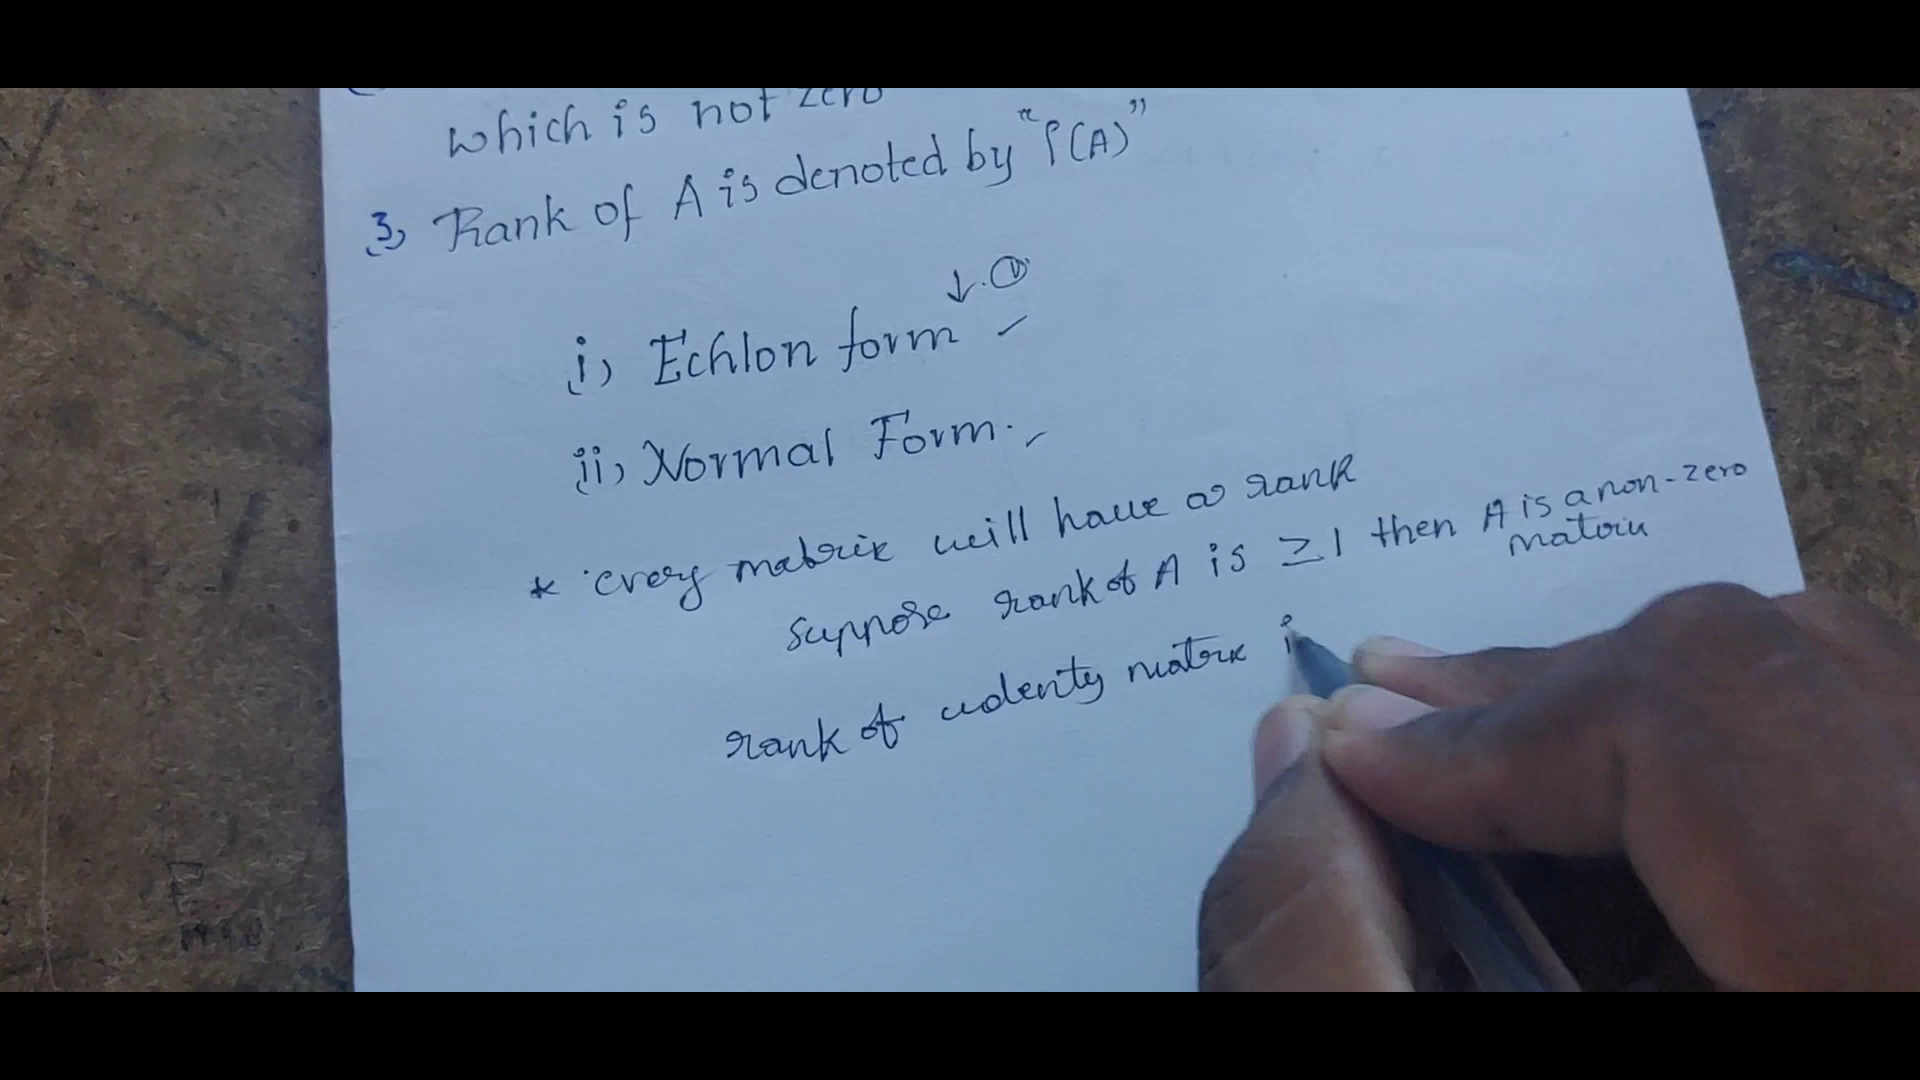 which is not zero
3) Rank of A is denoted by "ρ(A)"
↓ ①
i) Echlon form ✓
ii) Normal Form. ✓
* every matrix will have a rank
suppose rank of A is ≥1 then A is a non-zero
matrix
rank of identity matrix i